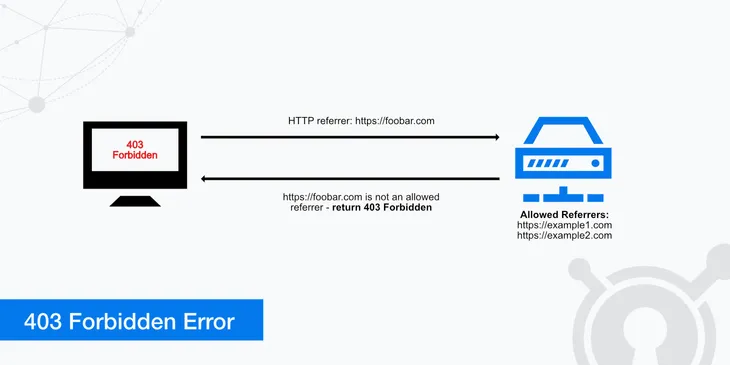 HTTP referrer: https://foobar.com
403
Forbidden
https://foobar.com is not an allowed
referrer - return 403 Forbidden
Allowed Referrers:
https://example1.com
https://example2.com
403 Forbidden Error